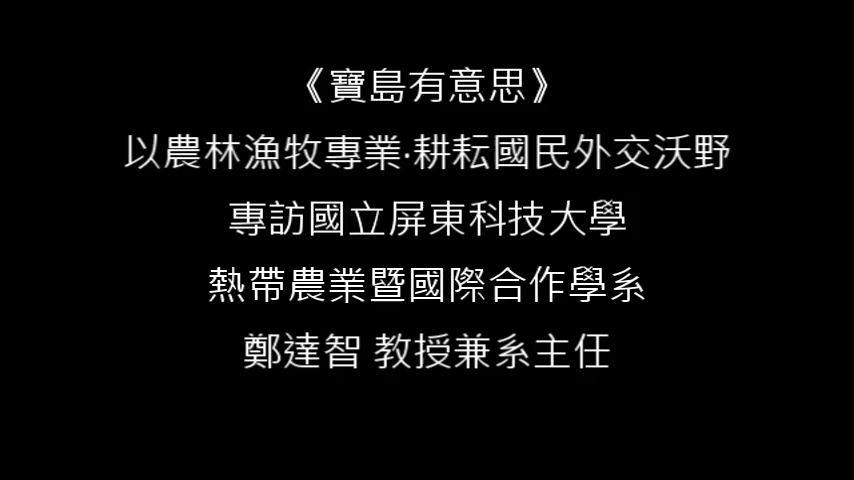 《寶島有意思》
以農林漁牧專業·耕耘國民外交沃野
專訪國立屏東科技大學
熱帶農業暨國際合作學系
鄭達智 教授兼系主任